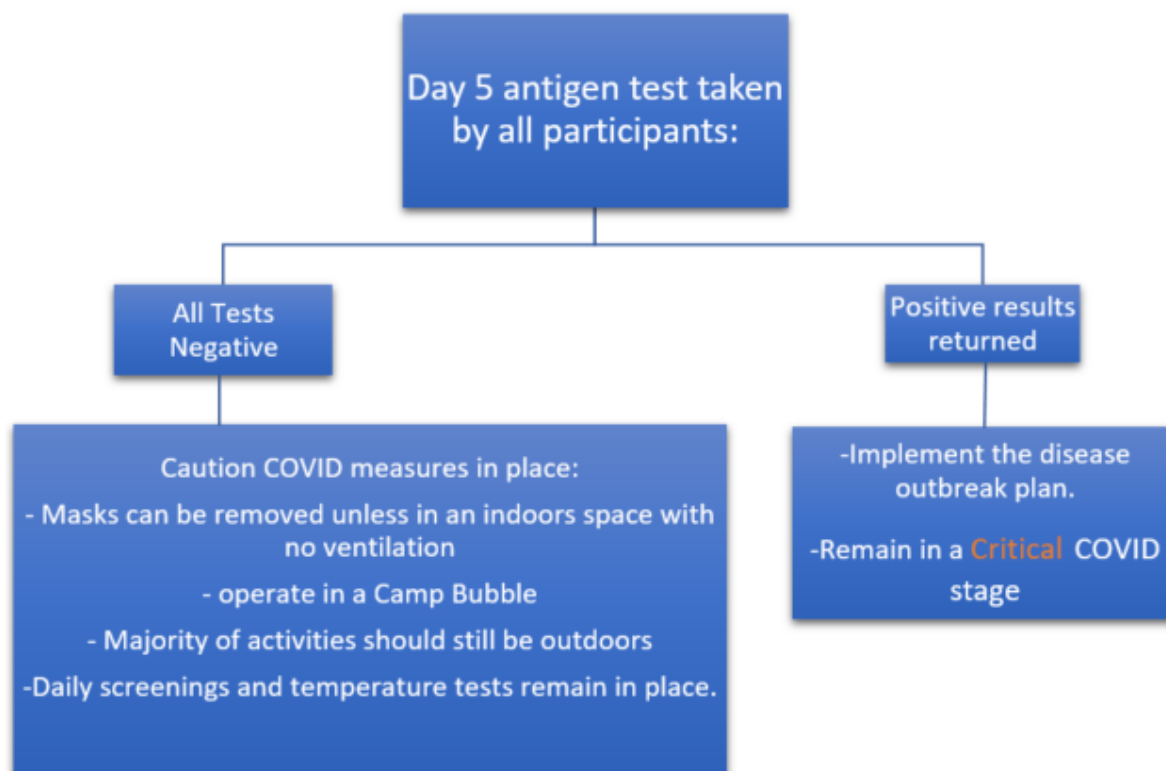 Day 5 antigen test taken
by all participants:
All Tests
Negative
Positive results
returned
Caution COVID measures in place:
- Masks can be removed unless in an indoors space with
no ventilation
- operate in a Camp Bubble
- Majority of activities should still be outdoors
-Daily screenings and temperature tests remain in place.
-Implement the disease
outbreak plan.
-Remain in a Critical COVID
stage